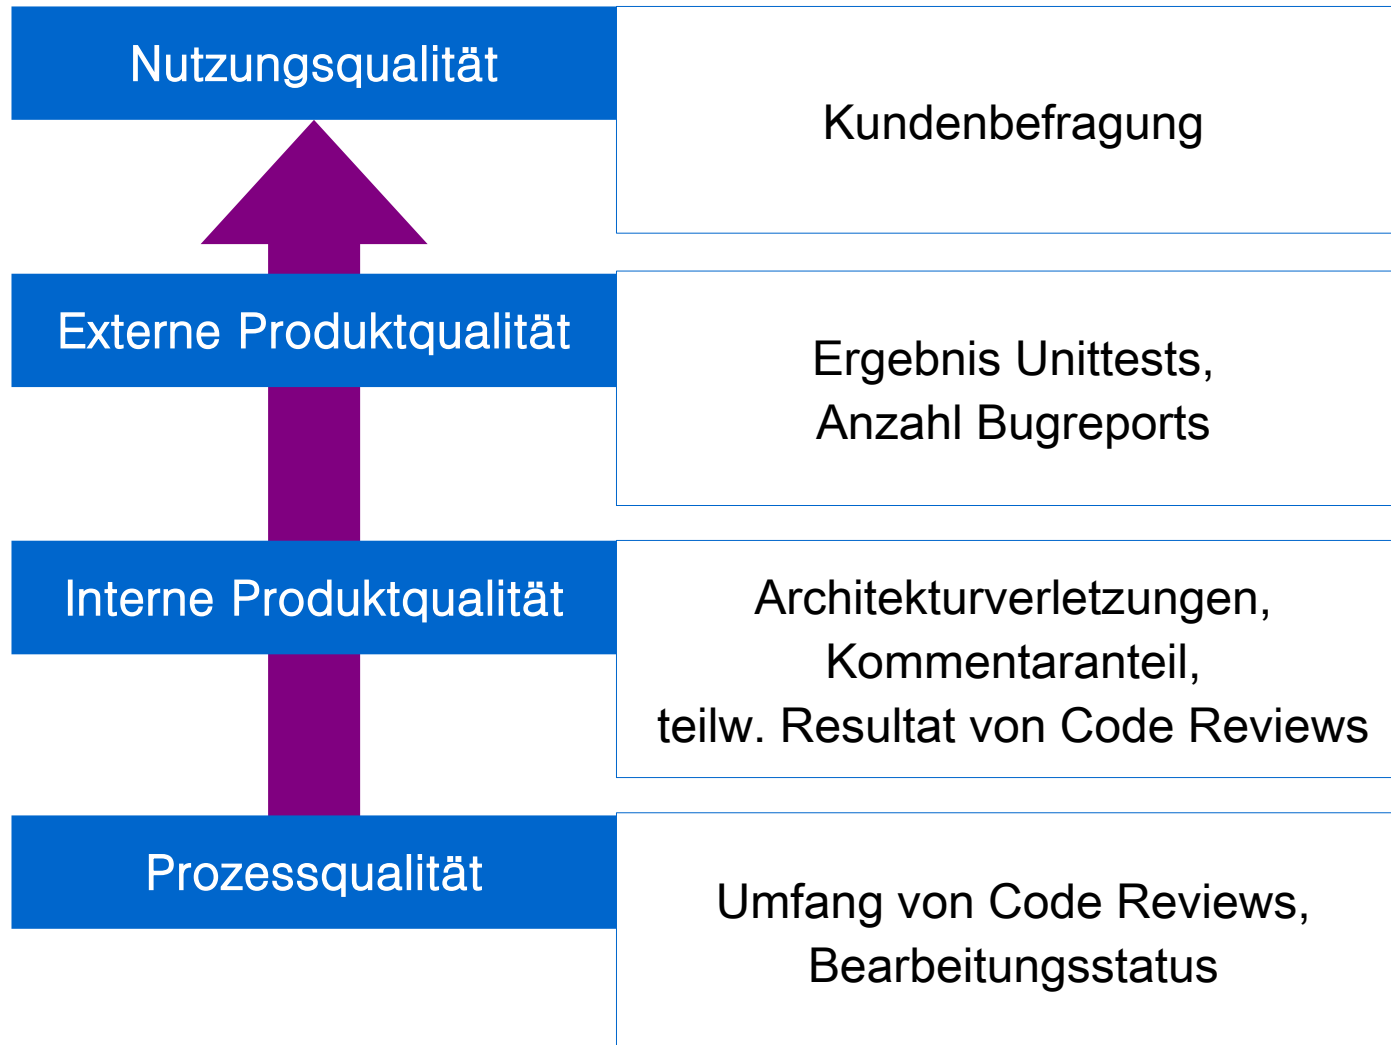 Nutzungsqualität
Kundenbefragung
Externe Produktqualität
Ergebnis Unittests,
Anzahl Bugreports
Interne Produktqualität
Architekturverletzungen,
Kommentaranteil,
teilw. Resultat von Code Reviews
Prozessqualität
Umfang von Code Reviews,
Bearbeitungsstatus